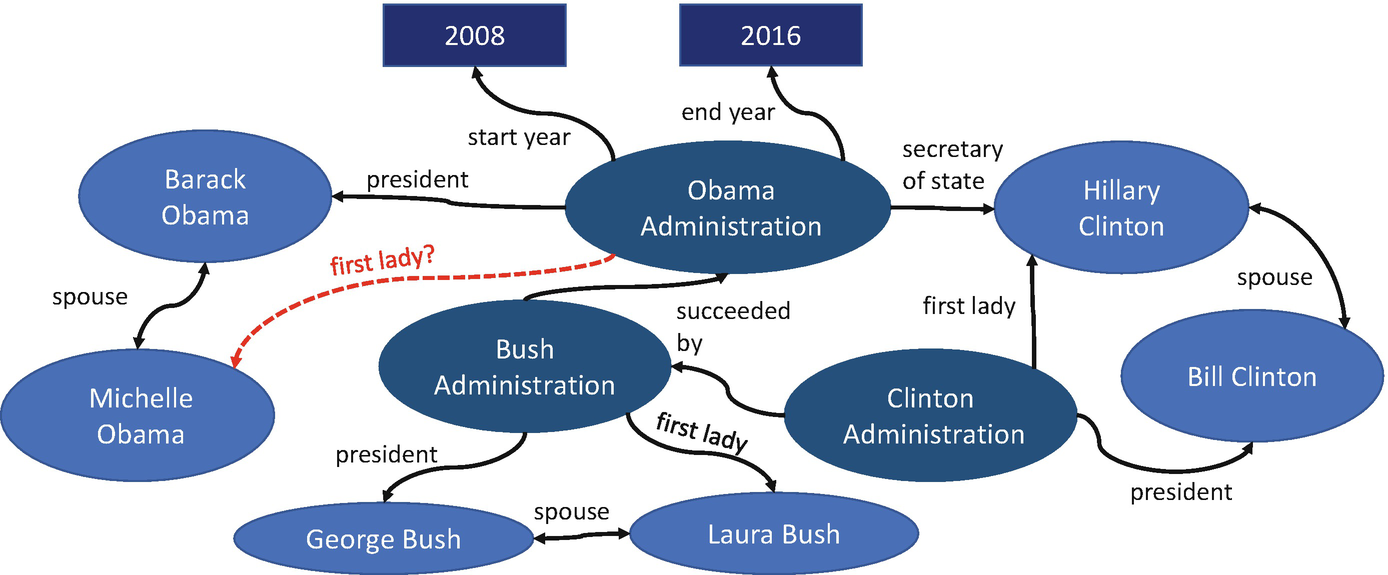 2008
2016
start year
end year
Barack
Obama
president
Obama
Administration
secretary
of state
Hillary
Clinton
first lady?
spouse
spouse
succeeded
by
first lady
Bush
Administration
Michelle
Obama
Clinton
Administration
Bill Clinton
president
first lady
president
George Bush
spouse
Laura Bush